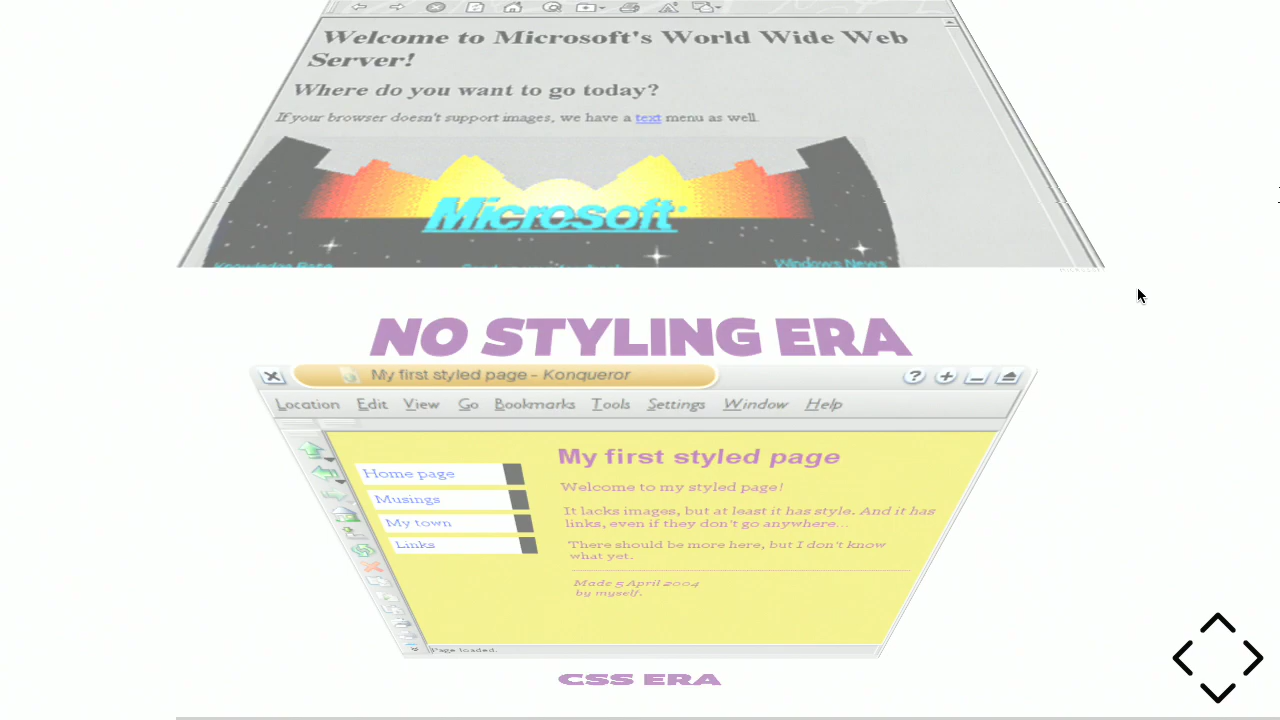 Welcome to Microsoft's World Wide Web
Server!
Where do you want to go today?
If your browser doesn't support images, we have a text menu as well.
Microsoft
Knowledge Base
Windows News
NO STYLING ERA
My first styled page - Konqueror
Location Edit View Go Bookmarks Tools Settings Window Help
My first styled page
Home page
Welcome to my styled page!
Musings
It lacks images, but at least it has style. And it has
links, even if they don't go anywhere...
My town
Links
There should be more here, but I don't know
what yet.
Made 5 April 2004
by myself.
Page loaded.
CSS ERA